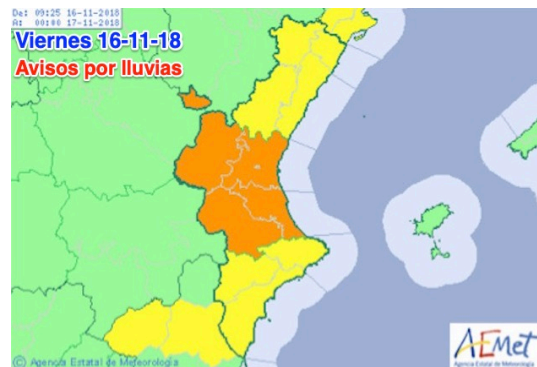 De: 09:25 16-11-2018
A: 00:00 17-11-2018
Viernes 16-11-18
Avisos por lluvias
© Agencia Estatal de Meteorología
AEMet
Agencia Estatal de Meteorología